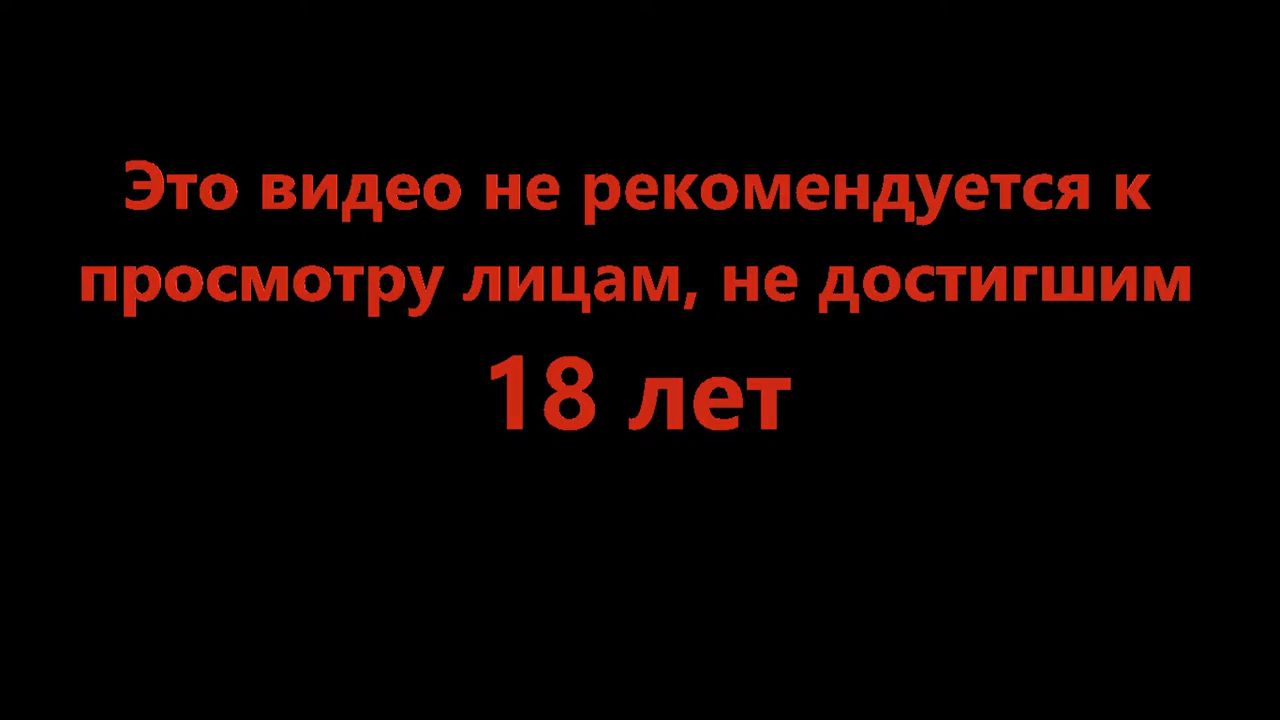 Это видео не рекомендуется к
просмотру лицам, не достигшим
18 лет